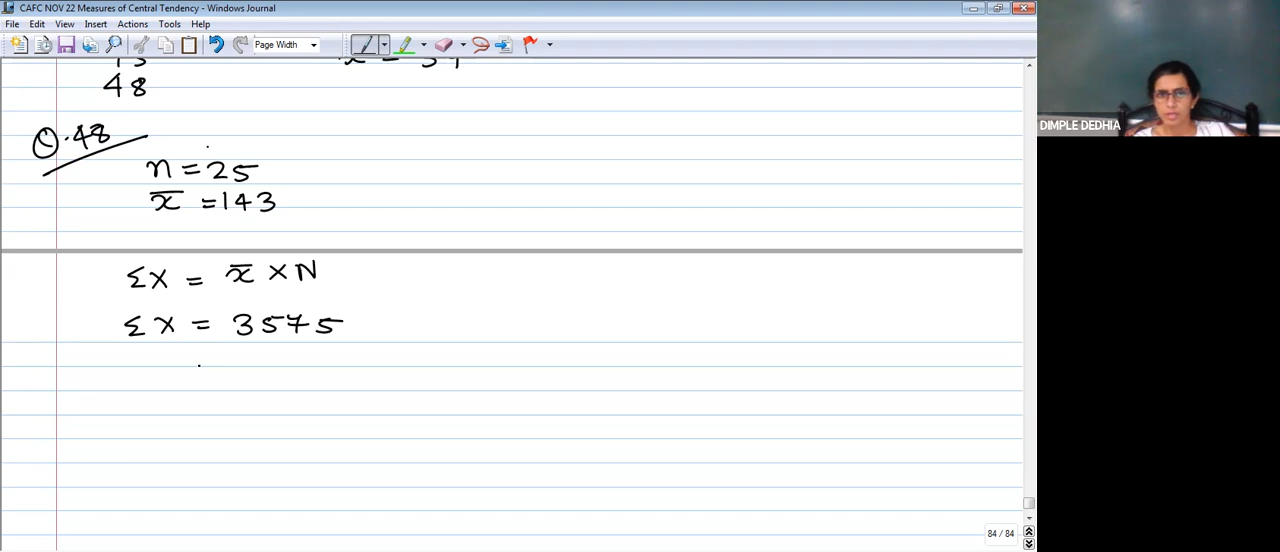 CAFC NOV 22 Measures of Central Tendency - Windows Journal
File Edit View Insert Actions Tools Help
Page Width
48
Q.48
n = 25
x̅ = 143
Σx = x̅ × N
Σx = 3575
DIMPLE DEDHIA
84 / 84